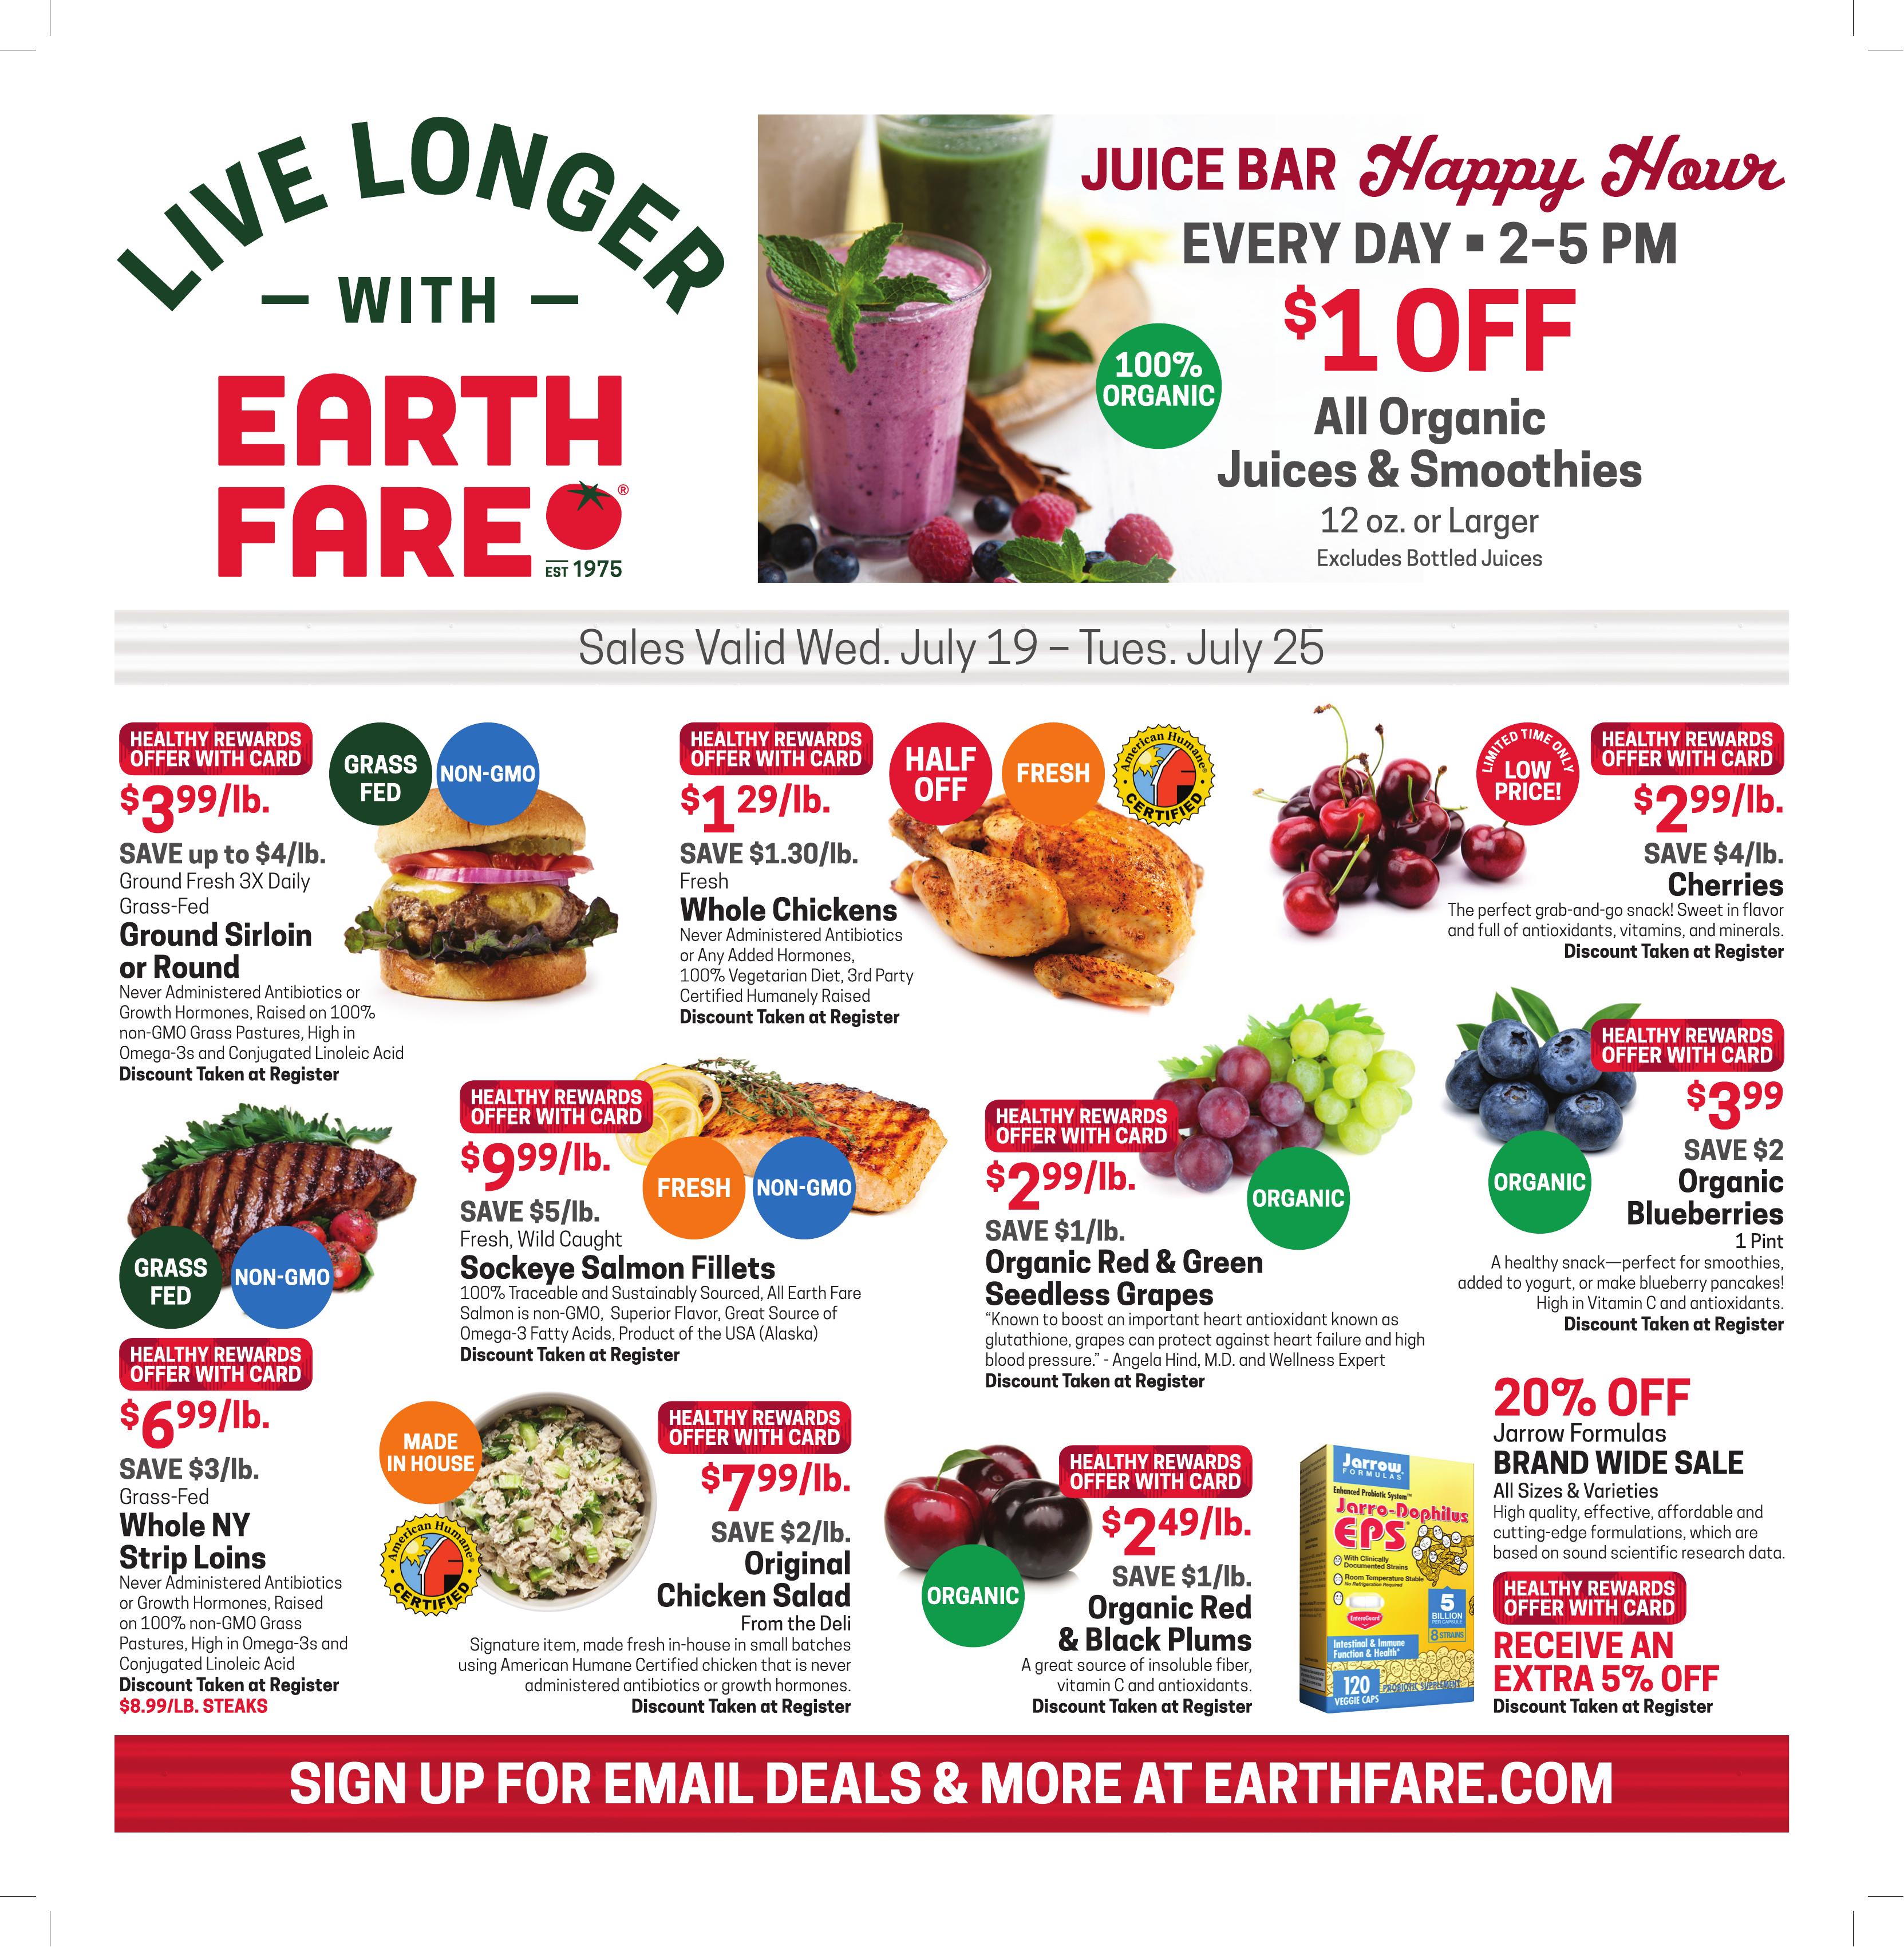 LIVE LONGER
— WITH —
EARTH
FARE®
EST 1975
JUICE BAR Happy Hour
EVERY DAY ▪ 2–5 PM
$1 OFF
100%
ORGANIC
All Organic
Juices & Smoothies
12 oz. or Larger
Excludes Bottled Juices
Sales Valid Wed. July 19 – Tues. July 25
HEALTHY REWARDS
OFFER WITH CARD
GRASS
FED
NON-GMO
$3 99/lb.
SAVE up to $4/lb.
Ground Fresh 3X Daily
Grass-Fed
Ground Sirloin
or Round
Never Administered Antibiotics or
Growth Hormones, Raised on 100%
non-GMO Grass Pastures, High in
Omega-3s and Conjugated Linoleic Acid
Discount Taken at Register
HEALTHY REWARDS
OFFER WITH CARD
HALF
OFF
FRESH
American Humane®
CERTIFIED
$1 29/lb.
SAVE $1.30/lb.
Fresh
Whole Chickens
Never Administered Antibiotics
or Any Added Hormones,
100% Vegetarian Diet, 3rd Party
Certified Humanely Raised
Discount Taken at Register
LIMITED TIME ONLY
LOW
PRICE!
HEALTHY REWARDS
OFFER WITH CARD
$2 99/lb.
SAVE $4/lb.
Cherries
The perfect grab-and-go snack! Sweet in flavor
and full of antioxidants, vitamins, and minerals.
Discount Taken at Register
GRASS
FED
NON-GMO
HEALTHY REWARDS
OFFER WITH CARD
$6 99/lb.
SAVE $3/lb.
Grass-Fed
Whole NY
Strip Loins
Never Administered Antibiotics
or Growth Hormones, Raised
on 100% non-GMO Grass
Pastures, High in Omega-3s and
Conjugated Linoleic Acid
Discount Taken at Register
$8.99/LB. STEAKS
HEALTHY REWARDS
OFFER WITH CARD
$9 99/lb.
FRESH
NON-GMO
SAVE $5/lb.
Fresh, Wild Caught
Sockeye Salmon Fillets
100% Traceable and Sustainably Sourced, All Earth Fare
Salmon is non-GMO, Superior Flavor, Great Source of
Omega-3 Fatty Acids, Product of the USA (Alaska)
Discount Taken at Register
HEALTHY REWARDS
OFFER WITH CARD
$2 99/lb.
ORGANIC
SAVE $1/lb.
Organic Red & Green
Seedless Grapes
“Known to boost an important heart antioxidant known as
glutathione, grapes can protect against heart failure and high
blood pressure.” - Angela Hind, M.D. and Wellness Expert
Discount Taken at Register
HEALTHY REWARDS
OFFER WITH CARD
$3 99
SAVE $2
ORGANIC
Organic
Blueberries
1 Pint
A healthy snack—perfect for smoothies,
added to yogurt, or make blueberry pancakes!
High in Vitamin C and antioxidants.
Discount Taken at Register
MADE
IN HOUSE
American Humane®
CERTIFIED
HEALTHY REWARDS
OFFER WITH CARD
$7 99/lb.
SAVE $2/lb.
Original
Chicken Salad
From the Deli
Signature item, made fresh in-house in small batches
using American Humane Certified chicken that is never
administered antibiotics or growth hormones.
Discount Taken at Register
HEALTHY REWARDS
OFFER WITH CARD
$2 49/lb.
ORGANIC
SAVE $1/lb.
Organic Red
& Black Plums
A great source of insoluble fiber,
vitamin C and antioxidants.
Discount Taken at Register
Jarrow
FORMULAS®
Enhanced Probiotic System™
Jarro-Dophilus
EPS®
With Clinically
Documented Strains
Room Temperature Stable
No Refrigeration Required
EnteroGuard
5
BILLION
PER CAPSULE
8 STRAINS
Intestinal & Immune
Function & Health*
120
VEGGIE CAPS
PROBIOTIC SUPPLEMENT
20% OFF
Jarrow Formulas
BRAND WIDE SALE
All Sizes & Varieties
High quality, effective, affordable and
cutting-edge formulations, which are
based on sound scientific research data.
HEALTHY REWARDS
OFFER WITH CARD
RECEIVE AN
EXTRA 5% OFF
Discount Taken at Register
SIGN UP FOR EMAIL DEALS & MORE AT EARTHFARE.COM